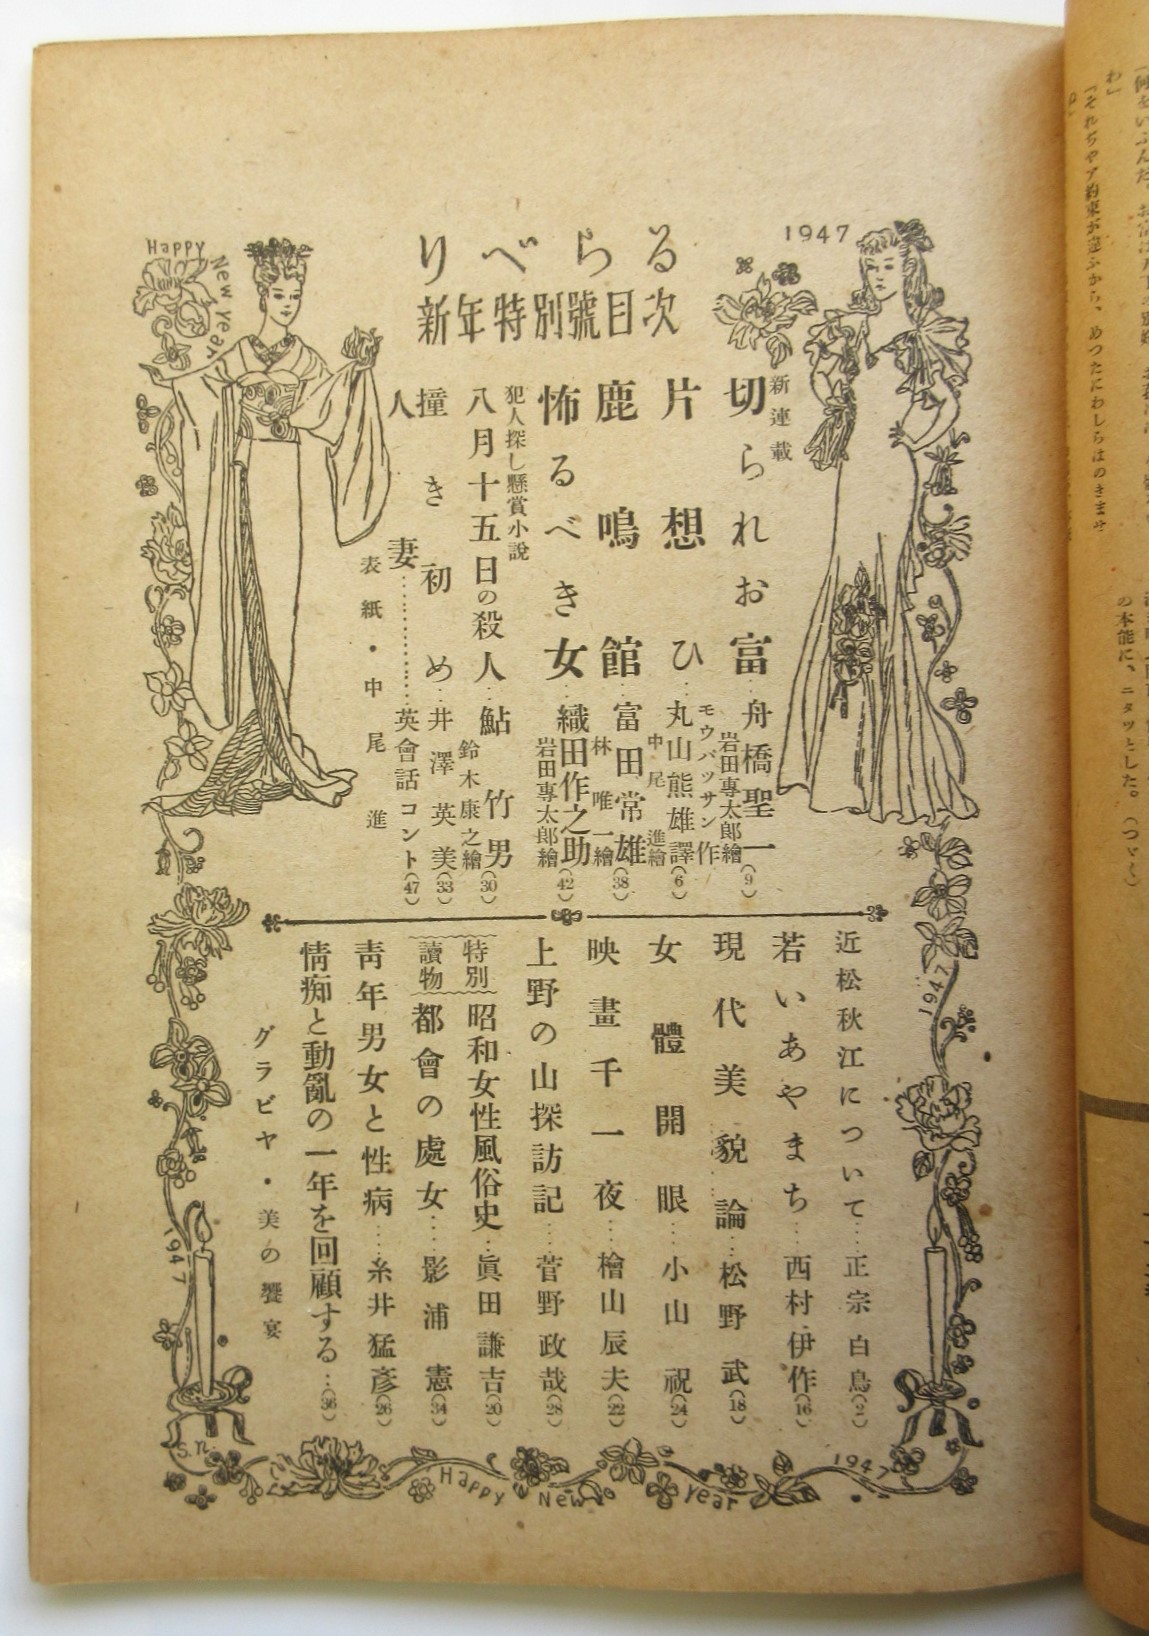 りべらる
新年特別號目次
1947
Happy New year
新連載
切られお富‥舟橋聖一(9)
岩田專太郎繪
モウパッサン作
片想ひ‥丸山熊雄譯(6)
中尾進繪
鹿鳴館‥富田常雄(38)
林唯一繪
怖るべき女‥織田作之助(42)
岩田專太郎繪
犯人探し懸賞小說
八月十五日の殺人‥鮎竹男(30)
鈴木康之繪
撞き初め‥井澤英美(33)
人妻…………英會話コント(47)
表紙・中尾進
近松秋江について…正宗白鳥(2)
若いあやまち…西村伊作(16)
現代美貌論…松野武(18)
女體開眼…小山祝(24)
映畫千一夜…檜山辰夫(22)
上野の山探訪記…菅野政哉(28)
特別讀物
昭和女性風俗史‥眞田謙吉(20)
都會の處女…影浦憲(34)
靑年男女と性病…糸井猛彥(26)
情痴と動亂の一年を回顧する…(36)
グラビヤ・美の饗宴
1947
1947
s.n.
Happy New year 1947
わ」
「それぢやア約束が違ふから、めつたにわしらはのきませ
の本能に、ニタッとした。(つゞく)